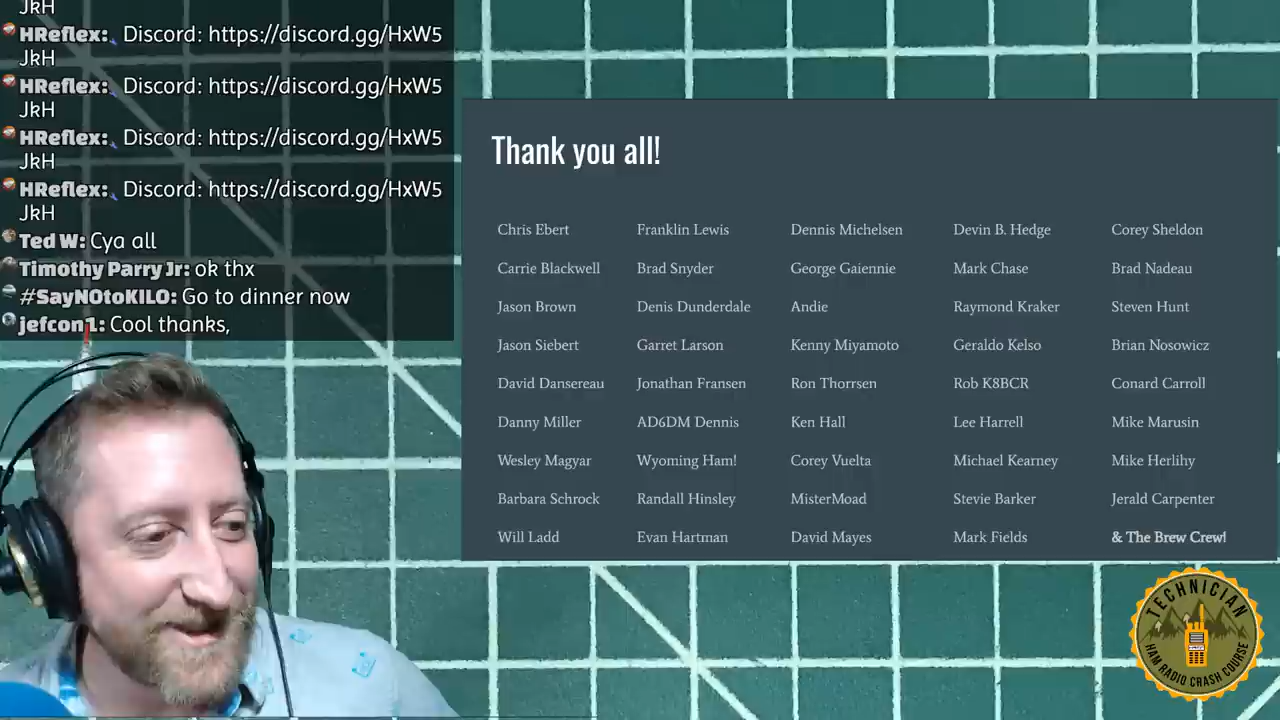 JkH
HReflex: Discord: https://discord.gg/HxW5
JkH
HReflex: Discord: https://discord.gg/HxW5
JkH
HReflex: Discord: https://discord.gg/HxW5
JkH
HReflex: Discord: https://discord.gg/HxW5
JkH
Ted W: Cya all
Timothy Parry Jr: ok thx
#SayNOtoKILO: Go to dinner now
jefcon1: Cool thanks,
Thank you all!
Chris Ebert Franklin Lewis Dennis Michelsen Devin B. Hedge Corey Sheldon
Carrie Blackwell Brad Snyder George Gaiennie Mark Chase Brad Nadeau
Jason Brown Denis Dunderdale Andie Raymond Kraker Steven Hunt
Jason Siebert Garret Larson Kenny Miyamoto Geraldo Kelso Brian Nosowicz
David Dansereau Jonathan Fransen Ron Thorrsen Rob K8BCR Conard Carroll
Danny Miller AD6DM Dennis Ken Hall Lee Harrell Mike Marusin
Wesley Magyar Wyoming Ham! Corey Vuelta Michael Kearney Mike Herlihy
Barbara Schrock Randall Hinsley MisterMoad Stevie Barker Jerald Carpenter
Will Ladd Evan Hartman David Mayes Mark Fields & The Brew Crew!
TECHNICIAN
HAM RADIO CRASH COURSE